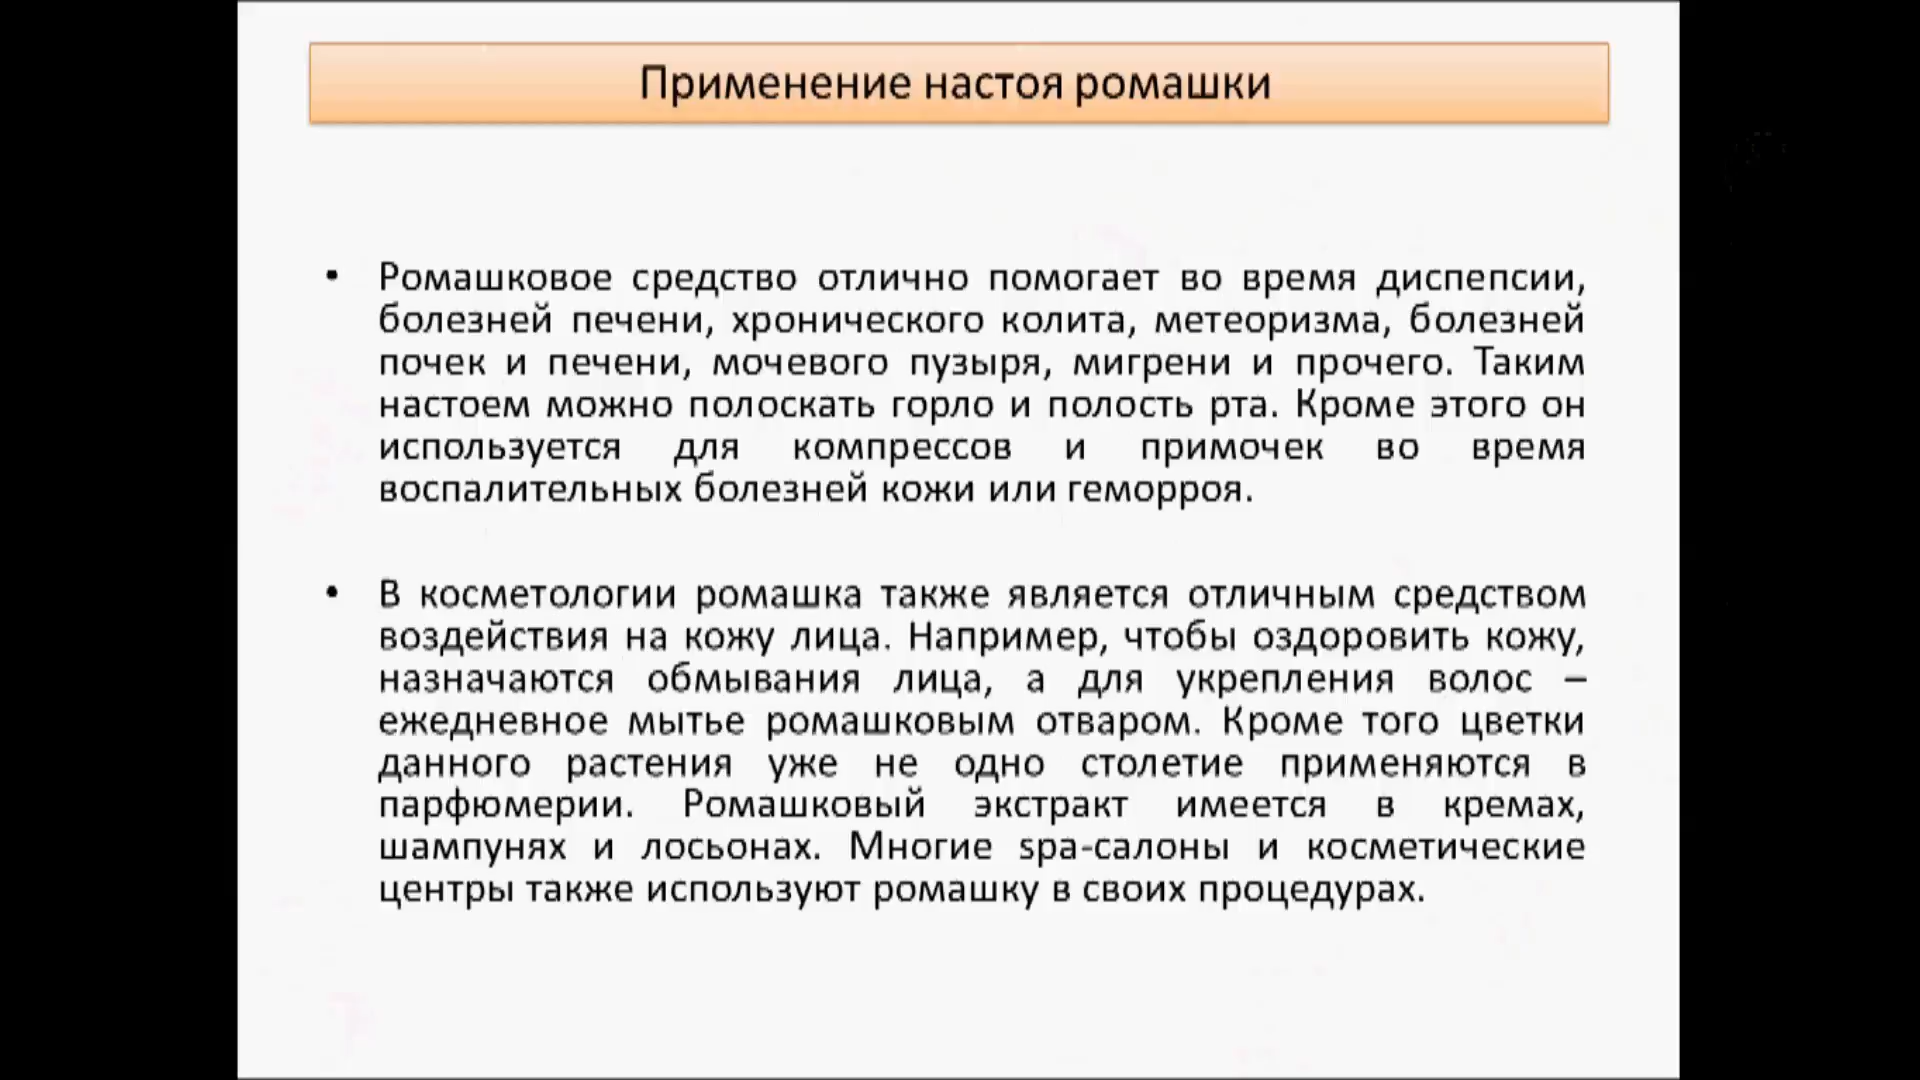 Применение настоя ромашки
• Ромашковое средство отлично помогает во время диспепсии,
болезней печени, хронического колита, метеоризма, болезней
почек и печени, мочевого пузыря, мигрени и прочего. Таким
настоем можно полоскать горло и полость рта. Кроме этого он
используется для компрессов и примочек во время
воспалительных болезней кожи или геморроя.
• В косметологии ромашка также является отличным средством
воздействия на кожу лица. Например, чтобы оздоровить кожу,
назначаются обмывания лица, а для укрепления волос –
ежедневное мытье ромашковым отваром. Кроме того цветки
данного растения уже не одно столетие применяются в
парфюмерии. Ромашковый экстракт имеется в кремах,
шампунях и лосьонах. Многие spa-салоны и косметические
центры также используют ромашку в своих процедурах.